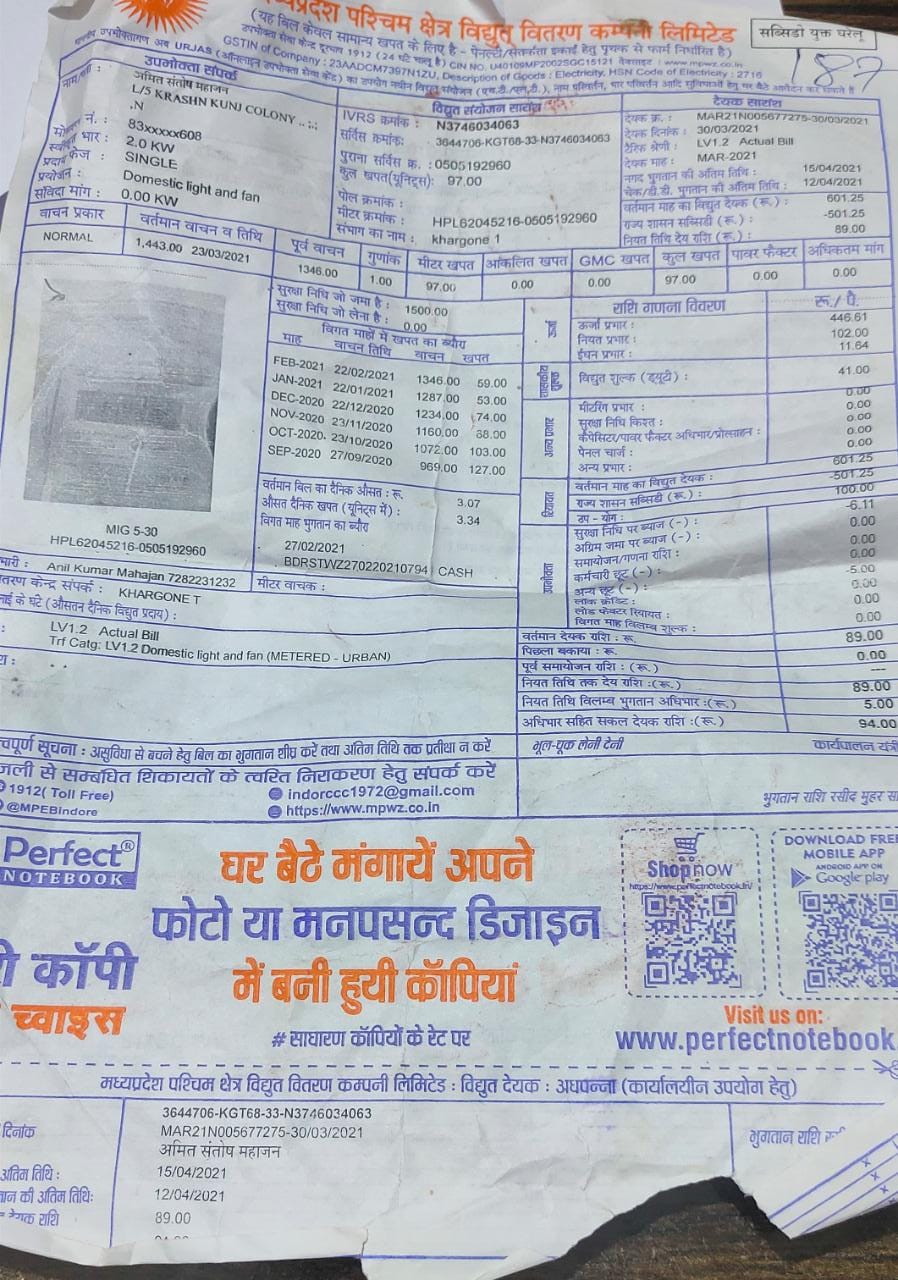 प्रदेश पश्चिम क्षेत्र विद्युत वितरण कम्पनी लिमिटेड
(यह बिल केवल सामान्य खपत के लिए है - पेनल्टी/सतर्कता इकाई हेतु पृथक से फार्म निर्धारित है)
सब्सिडी युक्त घरेलू
उपभोक्ता सेवा केंद्र दूरभाष 1912 (24 घंटे चालू है) CIN NO. U40109MP2002SGC15121 वेबसाइट : www.mpwz.co.in
GSTIN of Company : 23AADCM7397N1ZU, Description of Goods : Electricity, HSN Code of Electricity : 2716
187
उपभोक्ता संपर्क
अमित संतोष महाजन
L/5 KRASHN KUNJ COLONY .. ; ;
.N
83xxxxx608
भार : 2.0 KW
फेज : SINGLE
प्रयोजन : Domestic light and fan
संविदा मांग : 0.00 KW
विद्युत संयोजन सारांश
IVRS क्रमांक : N3746034063
सर्विस क्रमांक: 3644706-KGT68-33-N3746034063
पुराना सर्विस क्र. : 0505192960
कुल खपत(यूनिट्स): 97.00
पोल क्रमांक :
मीटर क्रमांक : HPL62045216-0505192960
संभाग का नाम : khargone 1
देयक सारांश
देयक क्र. : MAR21N005677275-30/03/2021
देयक दिनांक : 30/03/2021
टैरिफ श्रेणी : LV1.2 Actual Bill
देयक माह : MAR-2021
नगद भुगतान की अंतिम तिथि : 15/04/2021
चेक/डी.डी. भुगतान की अंतिम तिथि : 12/04/2021
वर्तमान माह का विद्युत देयक (रू.) : 601.25
राज्य शासन सब्सिडी (रू.) : -501.25
नियत तिथि देय राशि (रू.) : 89.00
वाचन प्रकार वर्तमान वाचन व तिथि पूर्व वाचन गुणांक मीटर खपत आंकलित खपत GMC खपत कुल खपत पावर फैक्टर अधिकतम मांग
NORMAL 1,443.00 23/03/2021 1346.00 1.00 97.00 0.00 0.00 97.00 0.00 0.00
सुरक्षा निधि जो जमा है : 1500.00
सुरक्षा निधि जो लेना है : 0.00
विगत माहों में खपत का ब्यौरा
माह वाचन तिथि वाचन खपत
FEB-2021 22/02/2021 1346.00 59.00
JAN-2021 22/01/2021 1287.00 53.00
DEC-2020 22/12/2020 1234.00 74.00
NOV-2020 23/11/2020 1160.00 38.00
OCT-2020. 23/10/2020 1072.00 103.00
SEP-2020 27/09/2020 969.00 127.00
वर्तमान बिल का दैनिक औसत : रू. 3.07
औसत दैनिक खपत (यूनिट्स में) : 3.34
विगत माह भुगतान का ब्यौरा
27/02/2021
BDRSTWZ270220210794 CASH
राशि गणना विवरण रू./ पै.
ऊर्जा प्रभार : 446.61
नियत प्रभार : 102.00
ईंधन प्रभार : 11.64
विद्युत शुल्क (ड्यूटी) : 41.00
मीटरिंग प्रभार : 0.00
सुरक्षा निधि किश्त : 0.00
कैपेसिटर/पावर फैक्टर अधिभार/प्रोत्साहन : 0.00
पेनल चार्ज : 0.00
अन्य प्रभार : 0.00
वर्तमान माह का विद्युत देयक : 601.25
राज्य शासन सब्सिडी (रू.) : -501.25
उप - योग : 100.00
सुरक्षा निधि पर ब्याज (-) : -6.11
अग्रिम जमा पर ब्याज (-) : 0.00
समायोजन/गणना राशि : 0.00
कर्मचारी छूट (-) : 0.00
अन्य छूट (-) : -5.00
लॉक क्रेडिट : 0.00
लोड फैक्टर रियायत : 0.00
विगत माह विलम्ब शुल्क : 0.00
वर्तमान देयक राशि : रू. 89.00
पिछला बकाया : रू. 0.00
पूर्व समायोजन राशि : (रू.) ---
नियत तिथि तक देय राशि :(रू.) 89.00
नियत तिथि विलम्ब भुगतान अधिभार :(रू.) 5.00
अधिभार सहित सकल देयक राशि :(रू.) 94.00
भूल-चूक लेनी देनी
कार्यपालन यंत्री
भुगतान राशि रसीद मुहर
MIG 5-30
HPL62045216-0505192960
Anil Kumar Mahajan 7282231232
मीटर वाचक :
वितरण केन्द्र संपर्क : KHARGONE T
के घंटे (औसतन दैनिक विद्युत प्रदाय) :
LV1.2 Actual Bill
Trf Catg: LV1.2 Domestic light and fan (METERED - URBAN)
सूचना : असुविधा से बचने हेतु बिल का भुगतान शीघ्र करें तथा अंतिम तिथि तक प्रतीक्षा न करें
से सम्बंधित शिकायतों के त्वरित निराकरण हेतु संपर्क करें
1912( Toll Free)
indorccc1972@gmail.com
@MPEBIndore
https://www.mpwz.co.in
Perfect®
NOTEBOOK
कॉपी
च्वाइस
घर बैठे मंगायें अपने
फोटो या मनपसन्द डिजाइन
में बनी हुयी कॉपियां
# साधारण कॉपियों के रेट पर
Shop now
https://www.perfectnotebook.in/
DOWNLOAD FREE
MOBILE APP
ANDROID APP ON
Google play
Visit us on:
www.perfectnotebook.
मध्यप्रदेश पश्चिम क्षेत्र विद्युत वितरण कम्पनी लिमिटेड : विद्युत देयक : अधपन्ना (कार्यालयीन उपयोग हेतु)
3644706-KGT68-33-N3746034063
दिनांक MAR21N005677275-30/03/2021
अमित संतोष महाजन
अंतिम तिथि : 15/04/2021
की अंतिम तिथि: 12/04/2021
राशि 89.00
भुगतान राशि